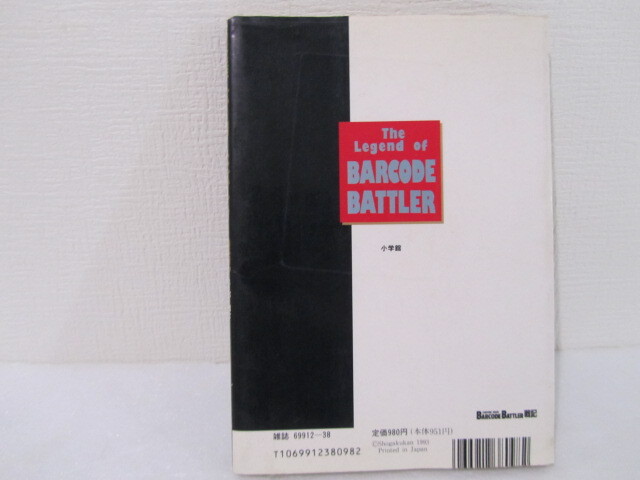 The
Legend of
BARCODE
BATTLER
小学館
BARCODE BATTLER 戦記
雑誌 69912-38
定価980円(本体951円)
T1069912380982
©Shogakukan 1991
Printed in Japan